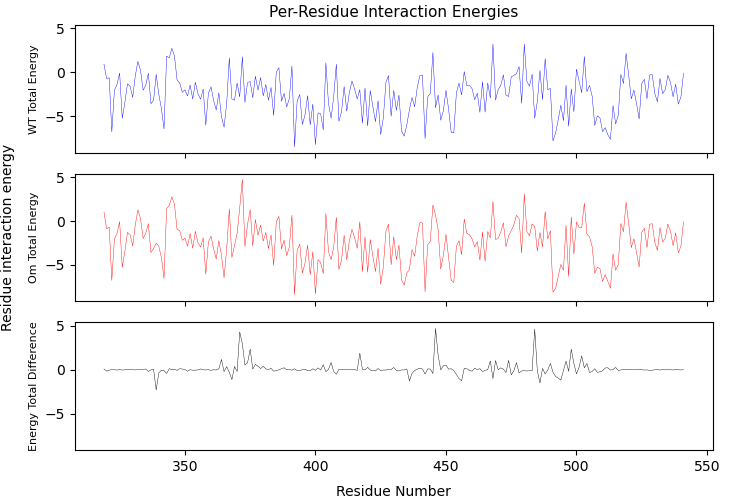 Per-Residue Interaction Energies
Residue interaction energy
WT Total Energy
5
0
−5
Om Total Energy
5
0
−5
Energy Total Difference
5
0
−5
350 400 450 500 550
Residue Number